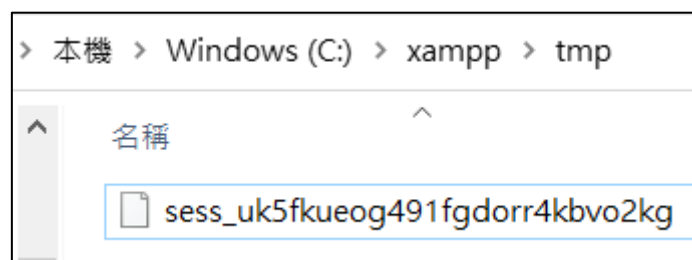 > 本機 > Windows (C:) > xampp > tmp
名稱
sess_uk5fkueog491fgdorr4kbvo2kg